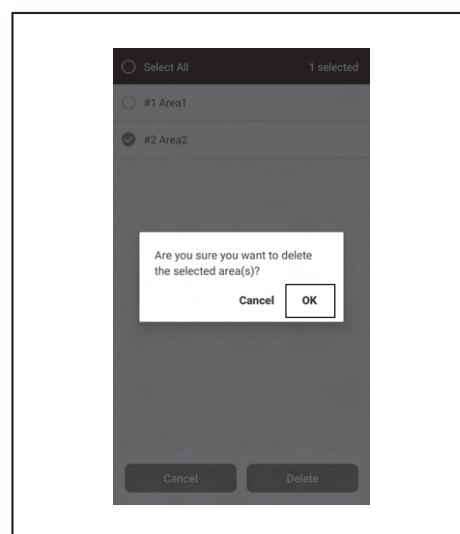 Select All 1 selected
#1 Area1
#2 Area2
Are you sure you want to delete
the selected area(s)?
Cancel OK
Cancel Delete